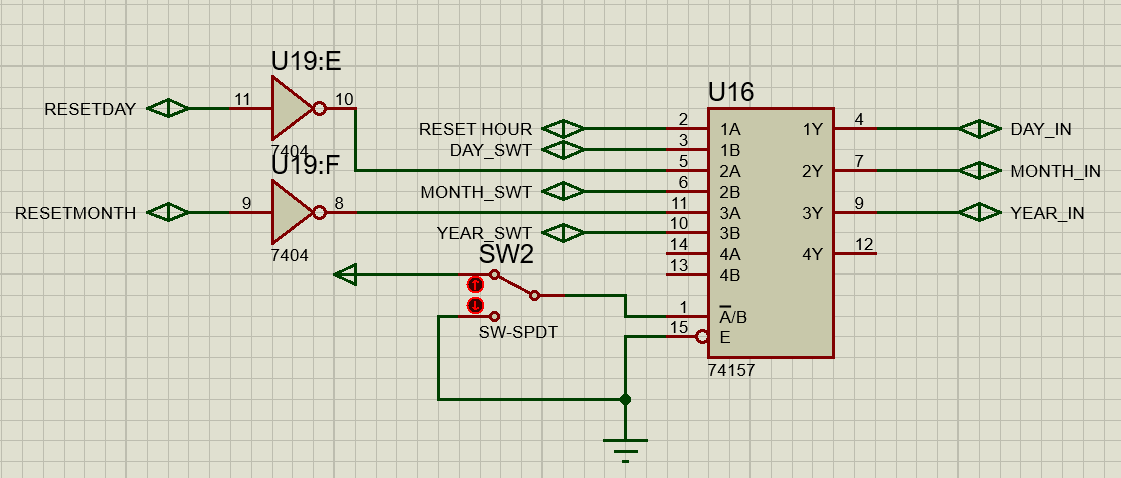 U19:E
RESETDAY
11
10
7404
U19:F
RESETMONTH
9
8
7404
RESET HOUR
DAY_SWT
MONTH_SWT
YEAR_SWT
SW2
SW-SPDT
U16
2 1A 1Y 4 DAY_IN
3 1B
5 2A 2Y 7 MONTH_IN
6 2B
11 3A 3Y 9 YEAR_IN
10 3B
14 4A 4Y 12
13 4B
1 A̅/B
15 E
74157